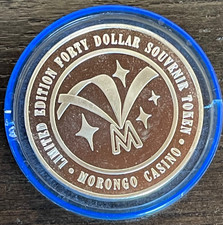 LIMITED EDITION FORTY DOLLAR SOUVENIR TOKEN
M
• MORONGO CASINO •